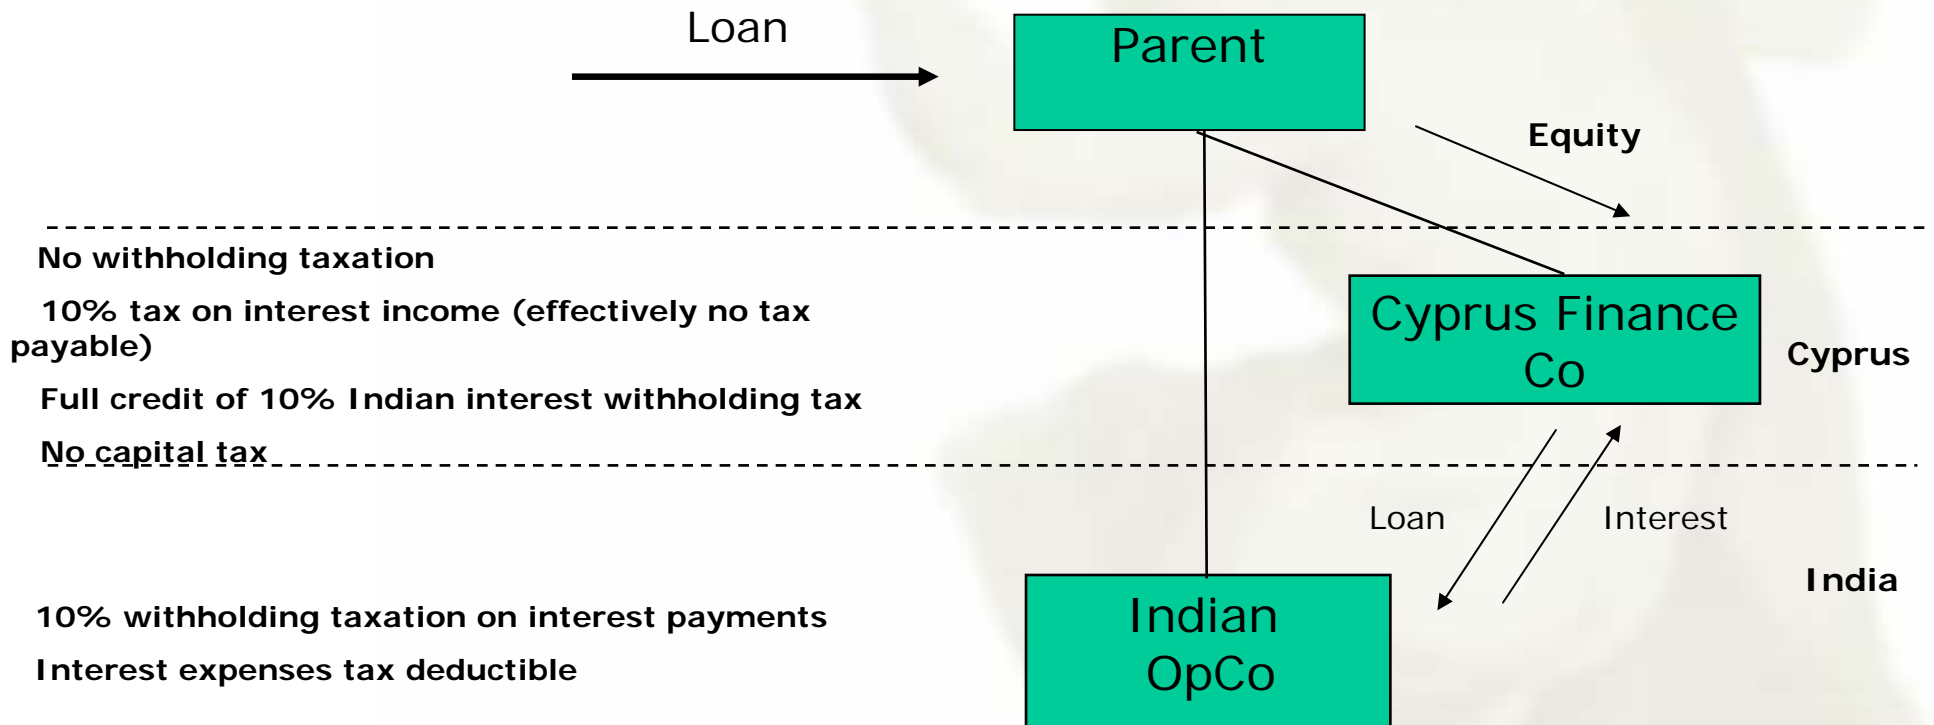 Loan
Parent
Equity
No withholding taxation
10% tax on interest income (effectively no tax
payable)
Full credit of 10% Indian interest withholding tax
No capital tax
Cyprus Finance
Co
Cyprus
Loan
Interest
India
10% withholding taxation on interest payments
Interest expenses tax deductible
Indian
OpCo